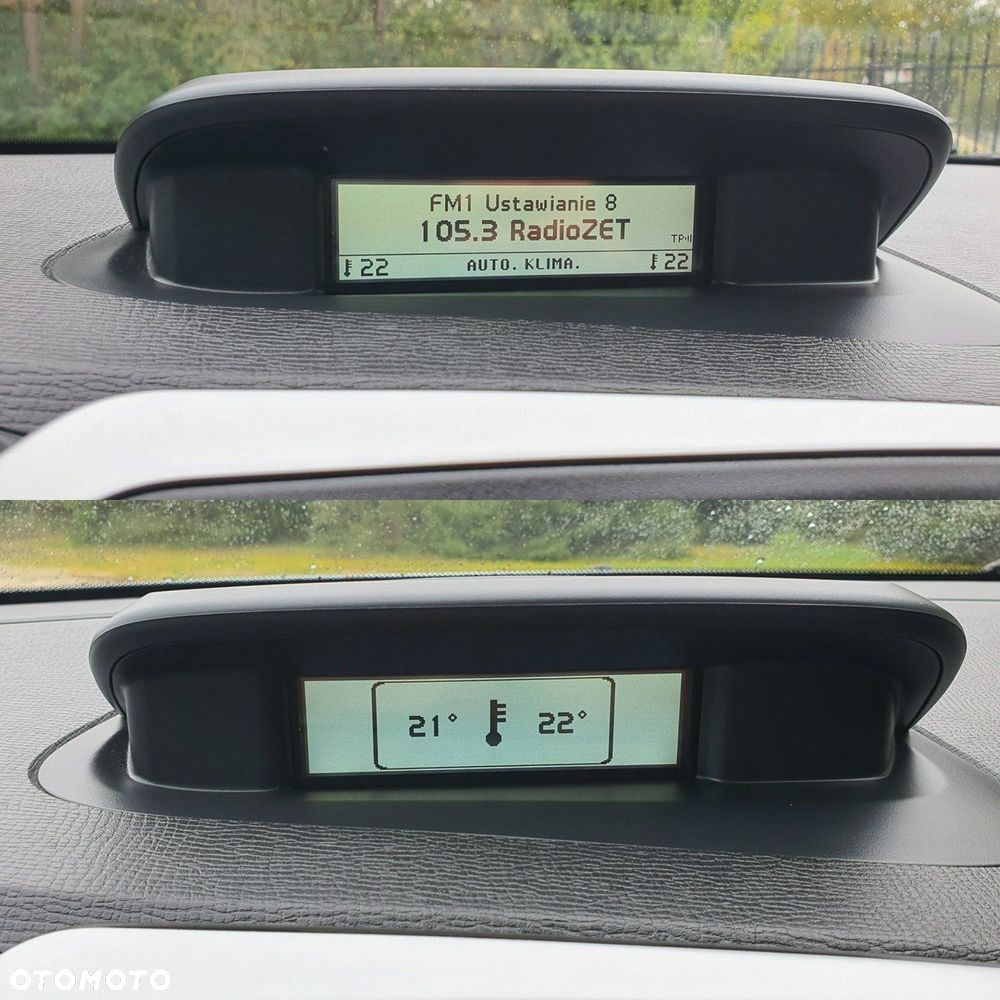 FM1 Ustawianie 8
105.3 RadioZET
TP
22 AUTO. KLIMA. 22
21° 22°
OTOMOTO